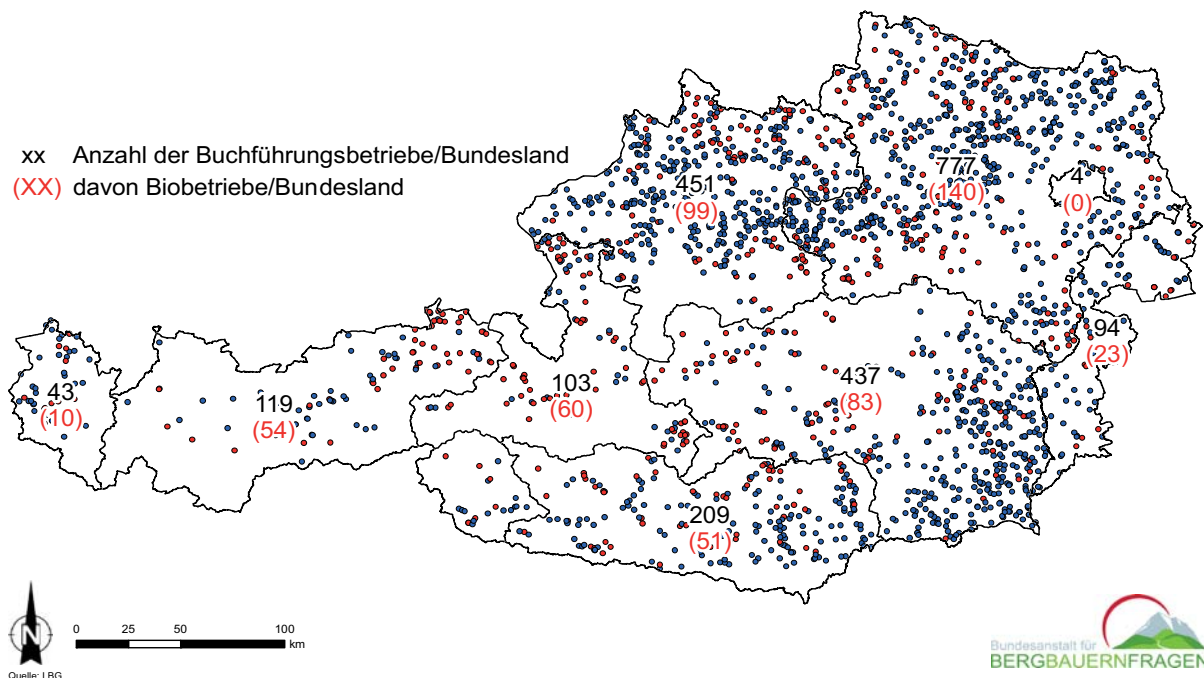 xx Anzahl der Buchführungsbetriebe/Bundesland
(XX) davon Biobetriebe/Bundesland
777
(140)
451
(99)
4
(0)
94
(23)
43
(10)
119
(54)
103
(60)
437
(83)
209
(51)
N
0 25 50 100
km
Quelle: LBG
Bundesanstalt für
BERGBAUERNFRAGEN